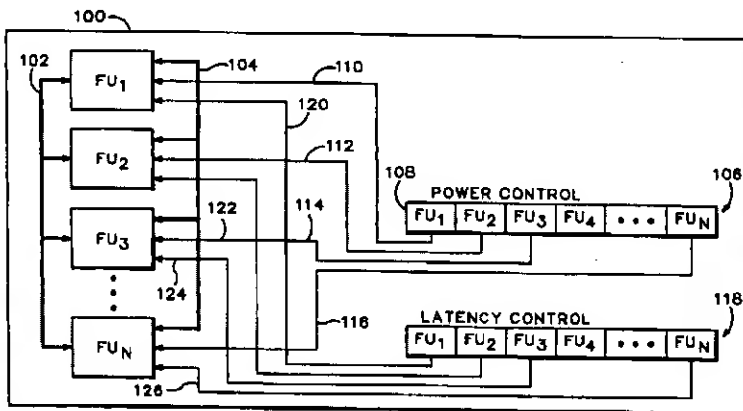 100
102
FU1
104
110
120
FU2
112
108
POWER CONTROL
106
FU1 FU2 FU3 FU4 ••• FUN
FU3
122
114
124
116
LATENCY CONTROL
118
FU1 FU2 FU3 FU4 ••• FUN
FUN
126